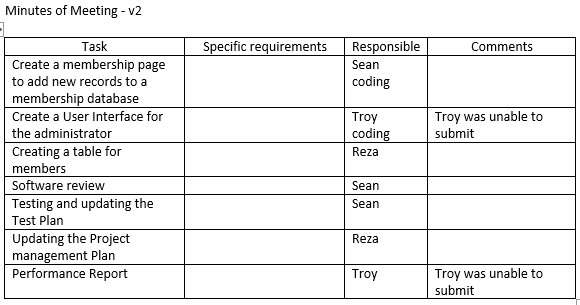 Minutes of Meeting - v2
Task Specific requirements Responsible Comments
Create a membership page
to add new records to a
membership database
Sean
coding
Create a User Interface for
the administrator
Troy
coding
Troy was unable to
submit
Creating a table for
members
Reza
Software review
Sean
Testing and updating the
Test Plan
Sean
Updating the Project
management Plan
Reza
Performance Report
Troy
Troy was unable to
submit